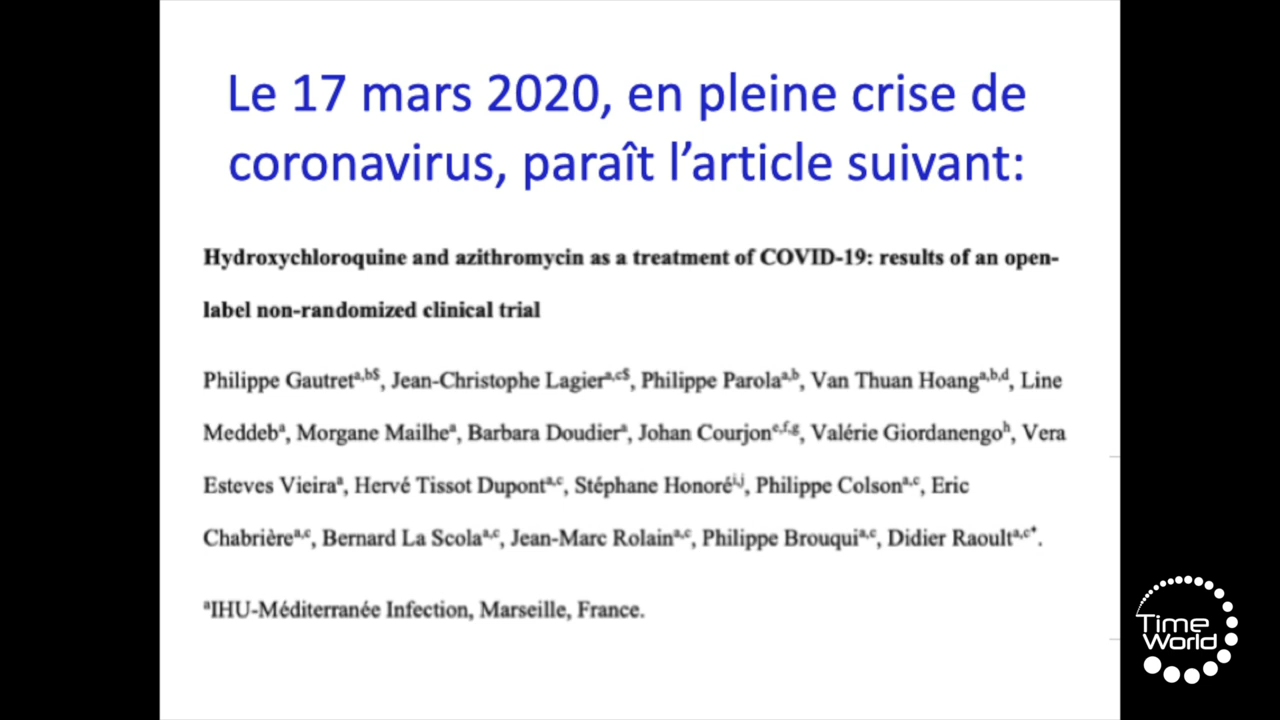 Le 17 mars 2020, en pleine crise de
coronavirus, paraît l’article suivant:
Hydroxychloroquine and azithromycin as a treatment of COVID-19: results of an open-
label non-randomized clinical trial
Philippe Gautretᵃ,ᵇ$, Jean-Christophe Lagierᵃ,ᶜ$, Philippe Parolaᵃ,ᵇ, Van Thuan Hoangᵃ,ᵇ,ᵈ, Line
Meddebᵃ, Morgane Mailheᵃ, Barbara Doudierᵃ, Johan Courjonᵉ,ᶠ,ᵍ, Valérie Giordanengoʰ, Vera
Esteves Vieiraᵃ, Hervé Tissot Dupontᵃ,ᶜ, Stéphane Honoréⁱ,ʲ, Philippe Colsonᵃ,ᶜ, Eric
Chabrièreᵃ,ᶜ, Bernard La Scolaᵃ,ᶜ, Jean-Marc Rolainᵃ,ᶜ, Philippe Brouquiᵃ,ᶜ, Didier Raoultᵃ,ᶜ*.
ᵃIHU-Méditerranée Infection, Marseille, France.
Time
World